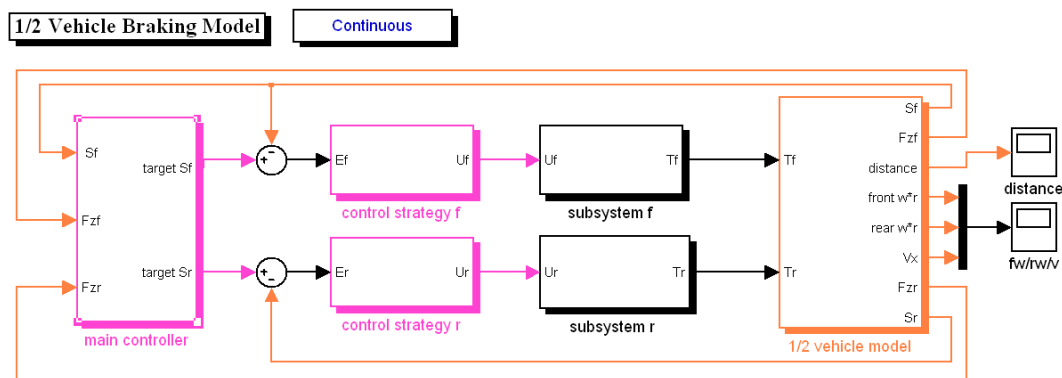 1/2 Vehicle Braking Model
Continuous
Sf
Fzf
Fzr
target Sf
target Sr
main controller
+
-
+
-
Ef
Uf
control strategy f
Er
Ur
control strategy r
Uf
Tf
subsystem f
Ur
Tr
subsystem r
Tf
Tr
Sf
Fzf
distance
front w*r
rear w*r
Vx
Fzr
Sr
1/2 vehicle model
distance
fw/rw/v